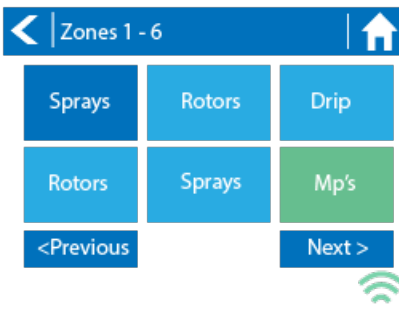 Zones 1 - 6
Sprays Rotors Drip
Rotors Sprays Mp's
<Previous Next >